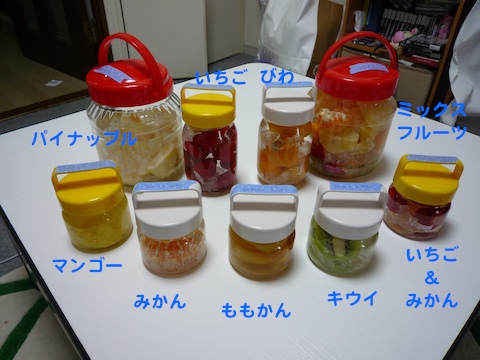 いちご びわ
パイナップル
ミックス
フルーツ
マンゴー
みかん
ももかん
キウイ
いちご
＆
みかん